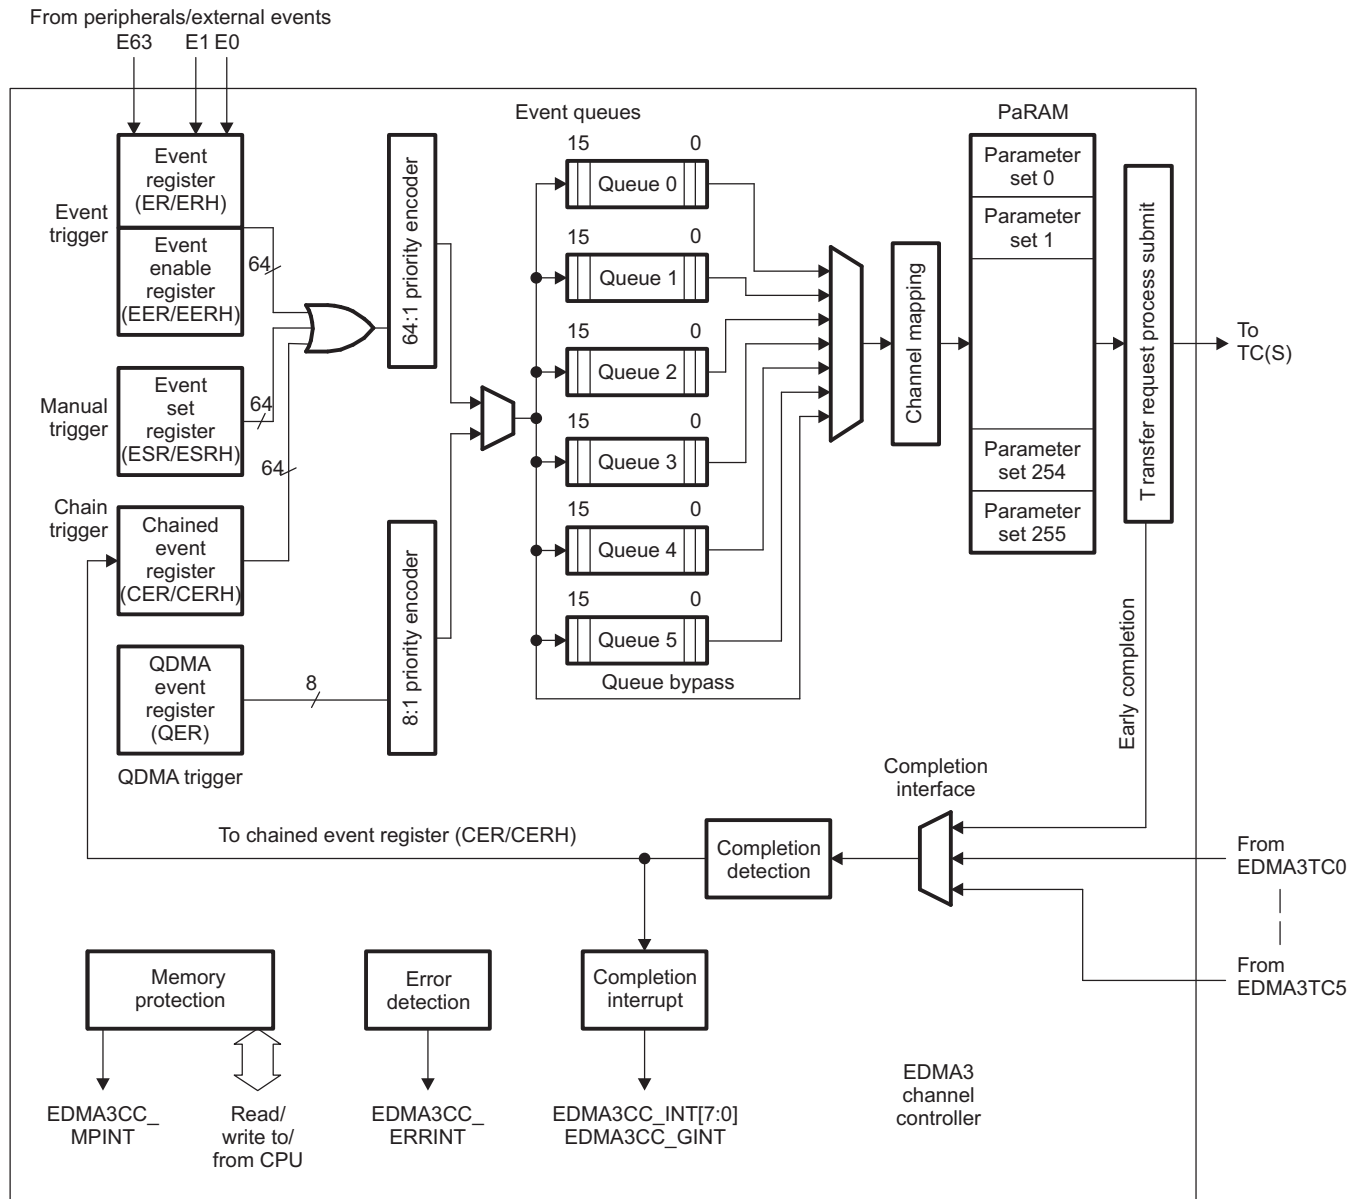 From peripherals/external events
E63
E1 E0
Event queues
PaRAM
Event
register
(ER/ERH)
Event
trigger
Event
enable
register
(EER/EERH)
64
Manual
trigger
Event
set
register
(ESR/ESRH)
64
64
Chain
trigger
Chained
event
register
(CER/CERH)
QDMA
event
register
(QER)
8
QDMA trigger
64:1 priority encoder
8:1 priority encoder
15 0
Queue 0
15 0
Queue 1
15 0
Queue 2
15 0
Queue 3
15 0
Queue 4
15 0
Queue 5
Queue bypass
Channel mapping
Parameter
set 0
Parameter
set 1
Parameter
set 254
Parameter
set 255
Transfer request process submit
To
TC(S)
Early completion
Completion
interface
To chained event register (CER/CERH)
Completion
detection
From
EDMA3TC0
From
EDMA3TC5
Memory
protection
Error
detection
Completion
interrupt
EDMA3CC_
MPINT
Read/
write to/
from CPU
EDMA3CC_
ERRINT
EDMA3CC_INT[7:0]
EDMA3CC_GINT
EDMA3
channel
controller